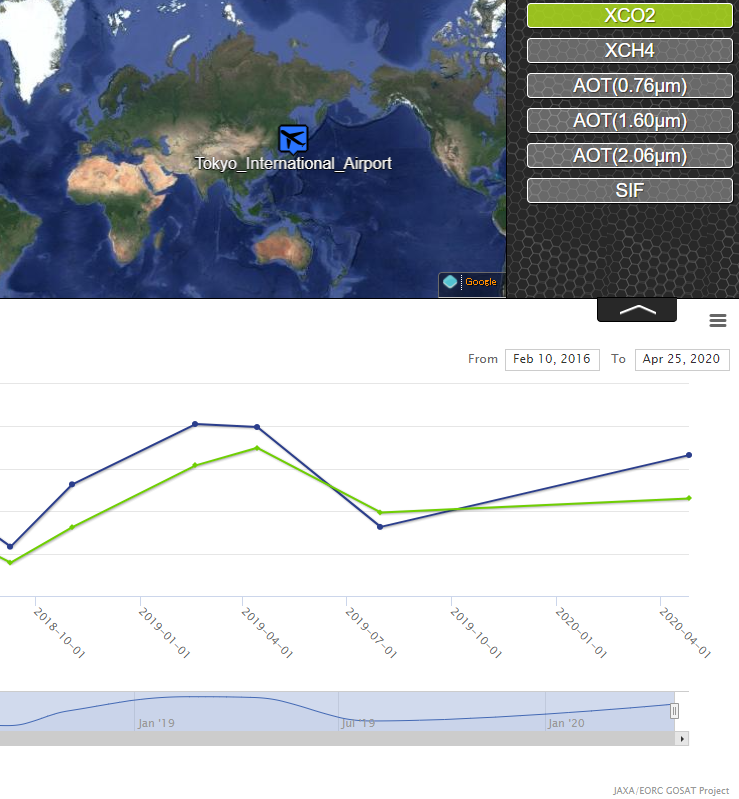 XCO2
XCH4
AOT(0.76μm)
AOT(1.60μm)
AOT(2.06μm)
SIF
Tokyo_International_Airport
Google
From Feb 10, 2016 To Apr 25, 2020
2018-10-01
2019-01-01
2019-04-01
2019-07-01
2019-10-01
2020-01-01
2020-04-01
Jan '19
Jul '19
Jan '20
JAXA/EORC GOSAT Project